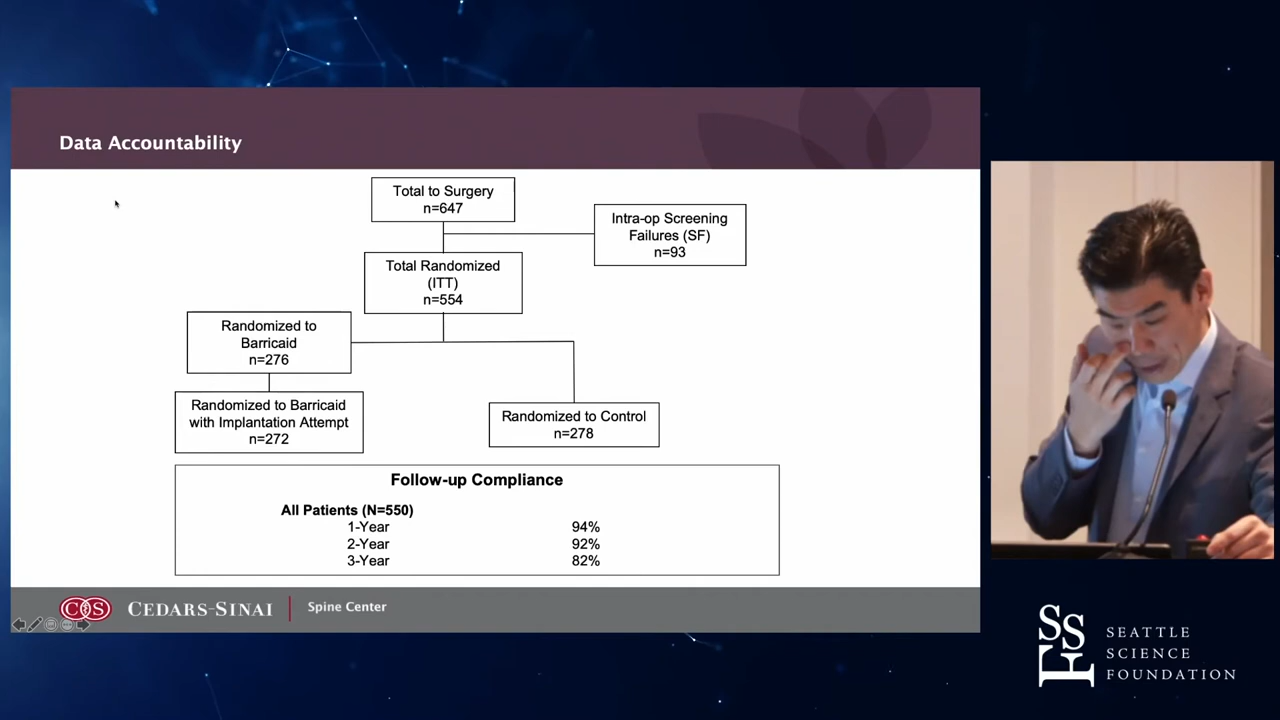 Data Accountability
Total to Surgery
n=647
Intra-op Screening
Failures (SF)
n=93
Total Randomized
(ITT)
n=554
Randomized to
Barricaid
n=276
Randomized to Barricaid
with Implantation Attempt
n=272
Randomized to Control
n=278
Follow-up Compliance
All Patients (N=550)
1-Year 94%
2-Year 92%
3-Year 82%
CEDARS-SINAI
Spine Center
SSF
SEATTLE
SCIENCE
FOUNDATION